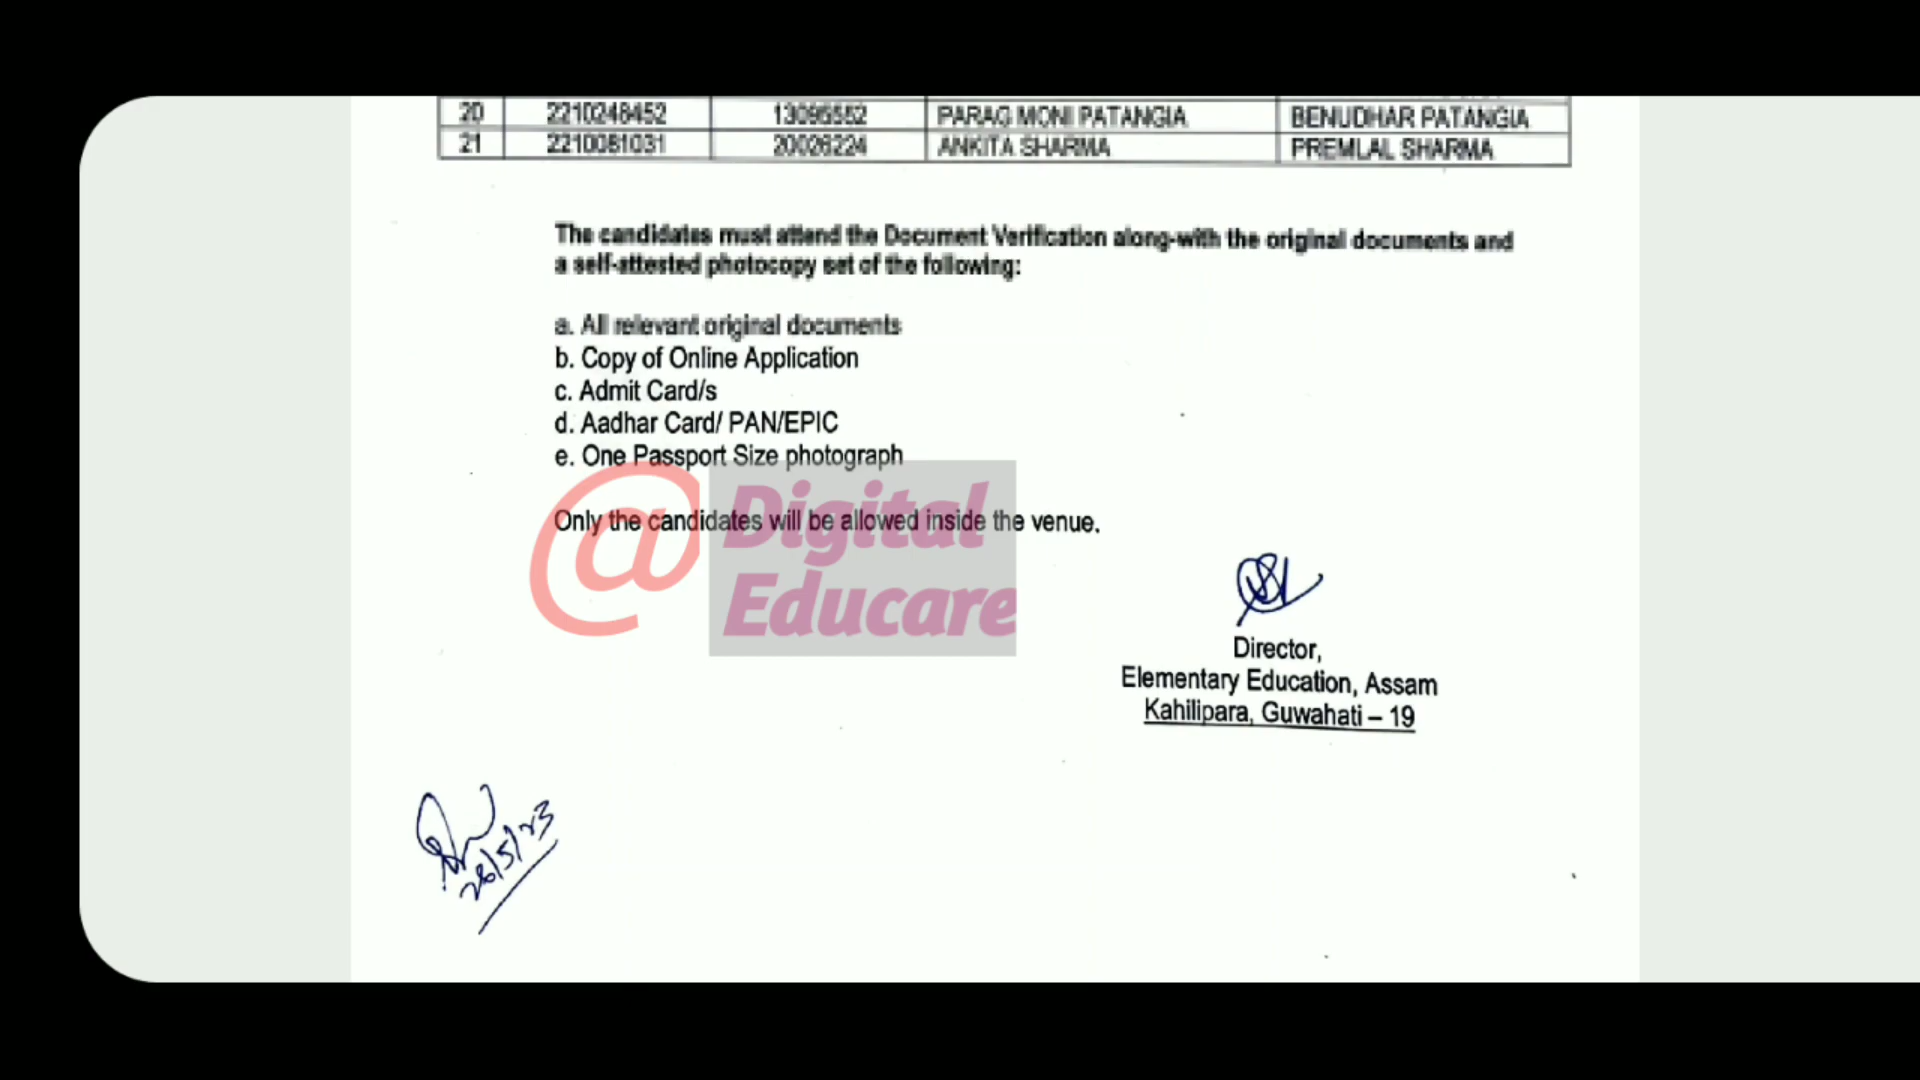 20 2210248452 13095552 PARAG MONI PATANGIA BENUDHAR PATANGIA
21 2210081031 20026224 ANKITA SHARMA PREMLAL SHARMA
The candidates must attend the Document Verification along-with the original documents and
a self-attested photocopy set of the following:
a. All relevant original documents
b. Copy of Online Application
c. Admit Card/s
d. Aadhar Card/ PAN/EPIC
e. One Passport Size photograph
Only the candidates will be allowed inside the venue.
@ Digital
Educare
Director,
Elementary Education, Assam
Kahilipara, Guwahati – 19
26/5/23